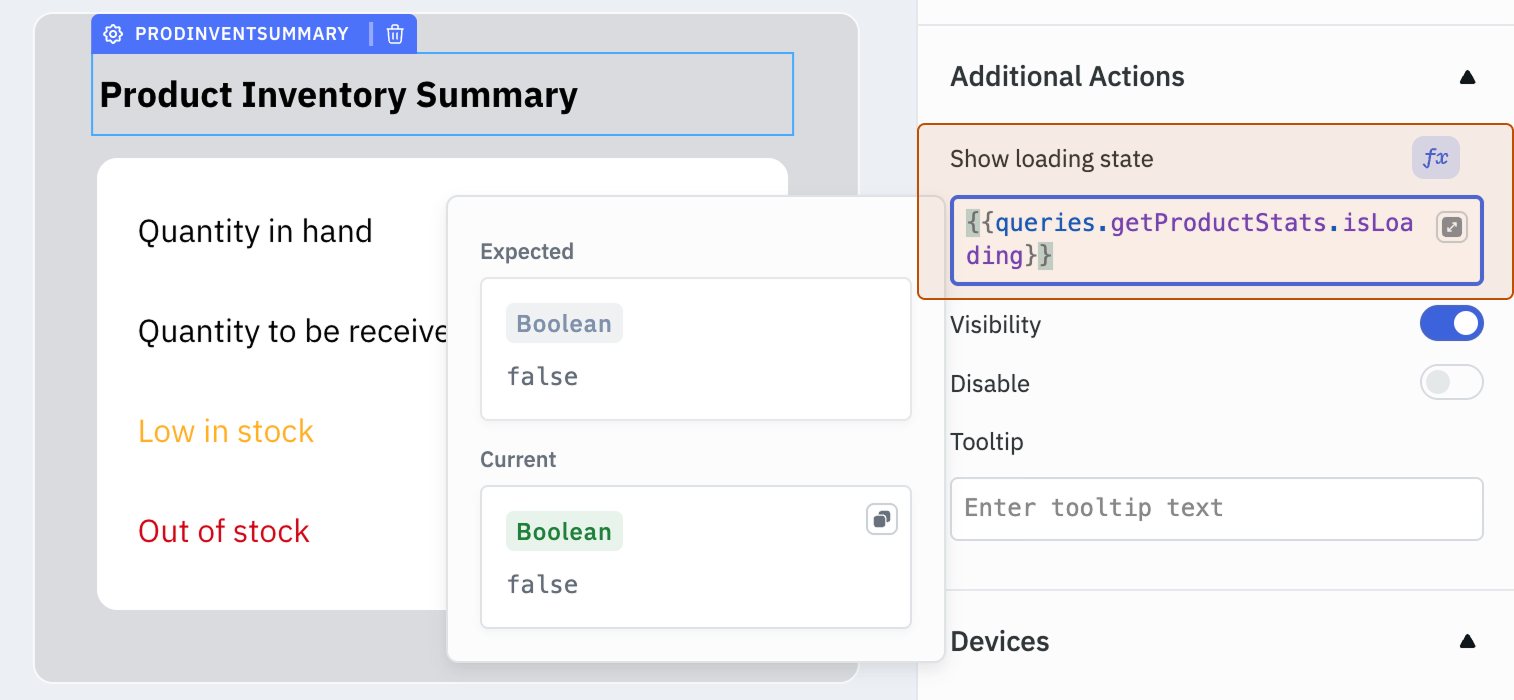 PRODINVENTSUMMARY
Product Inventory Summary
Quantity in hand
Quantity to be receive
Low in stock
Out of stock
Expected
Boolean
false
Current
Boolean
false
Additional Actions
Show loading state
fx
{{queries.getProductStats.isLoa
ding}}
Visibility
Disable
Tooltip
Enter tooltip text
Devices